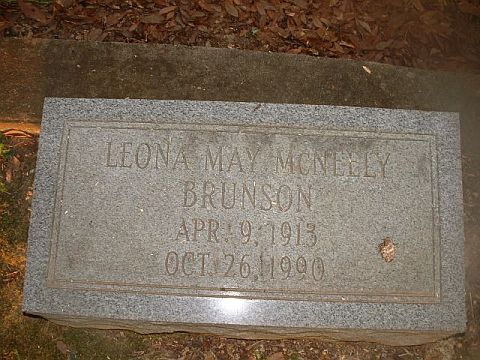 LEONA MAY MCNEELY
BRUNSON
APR. 9, 1913
OCT. 26, 1990